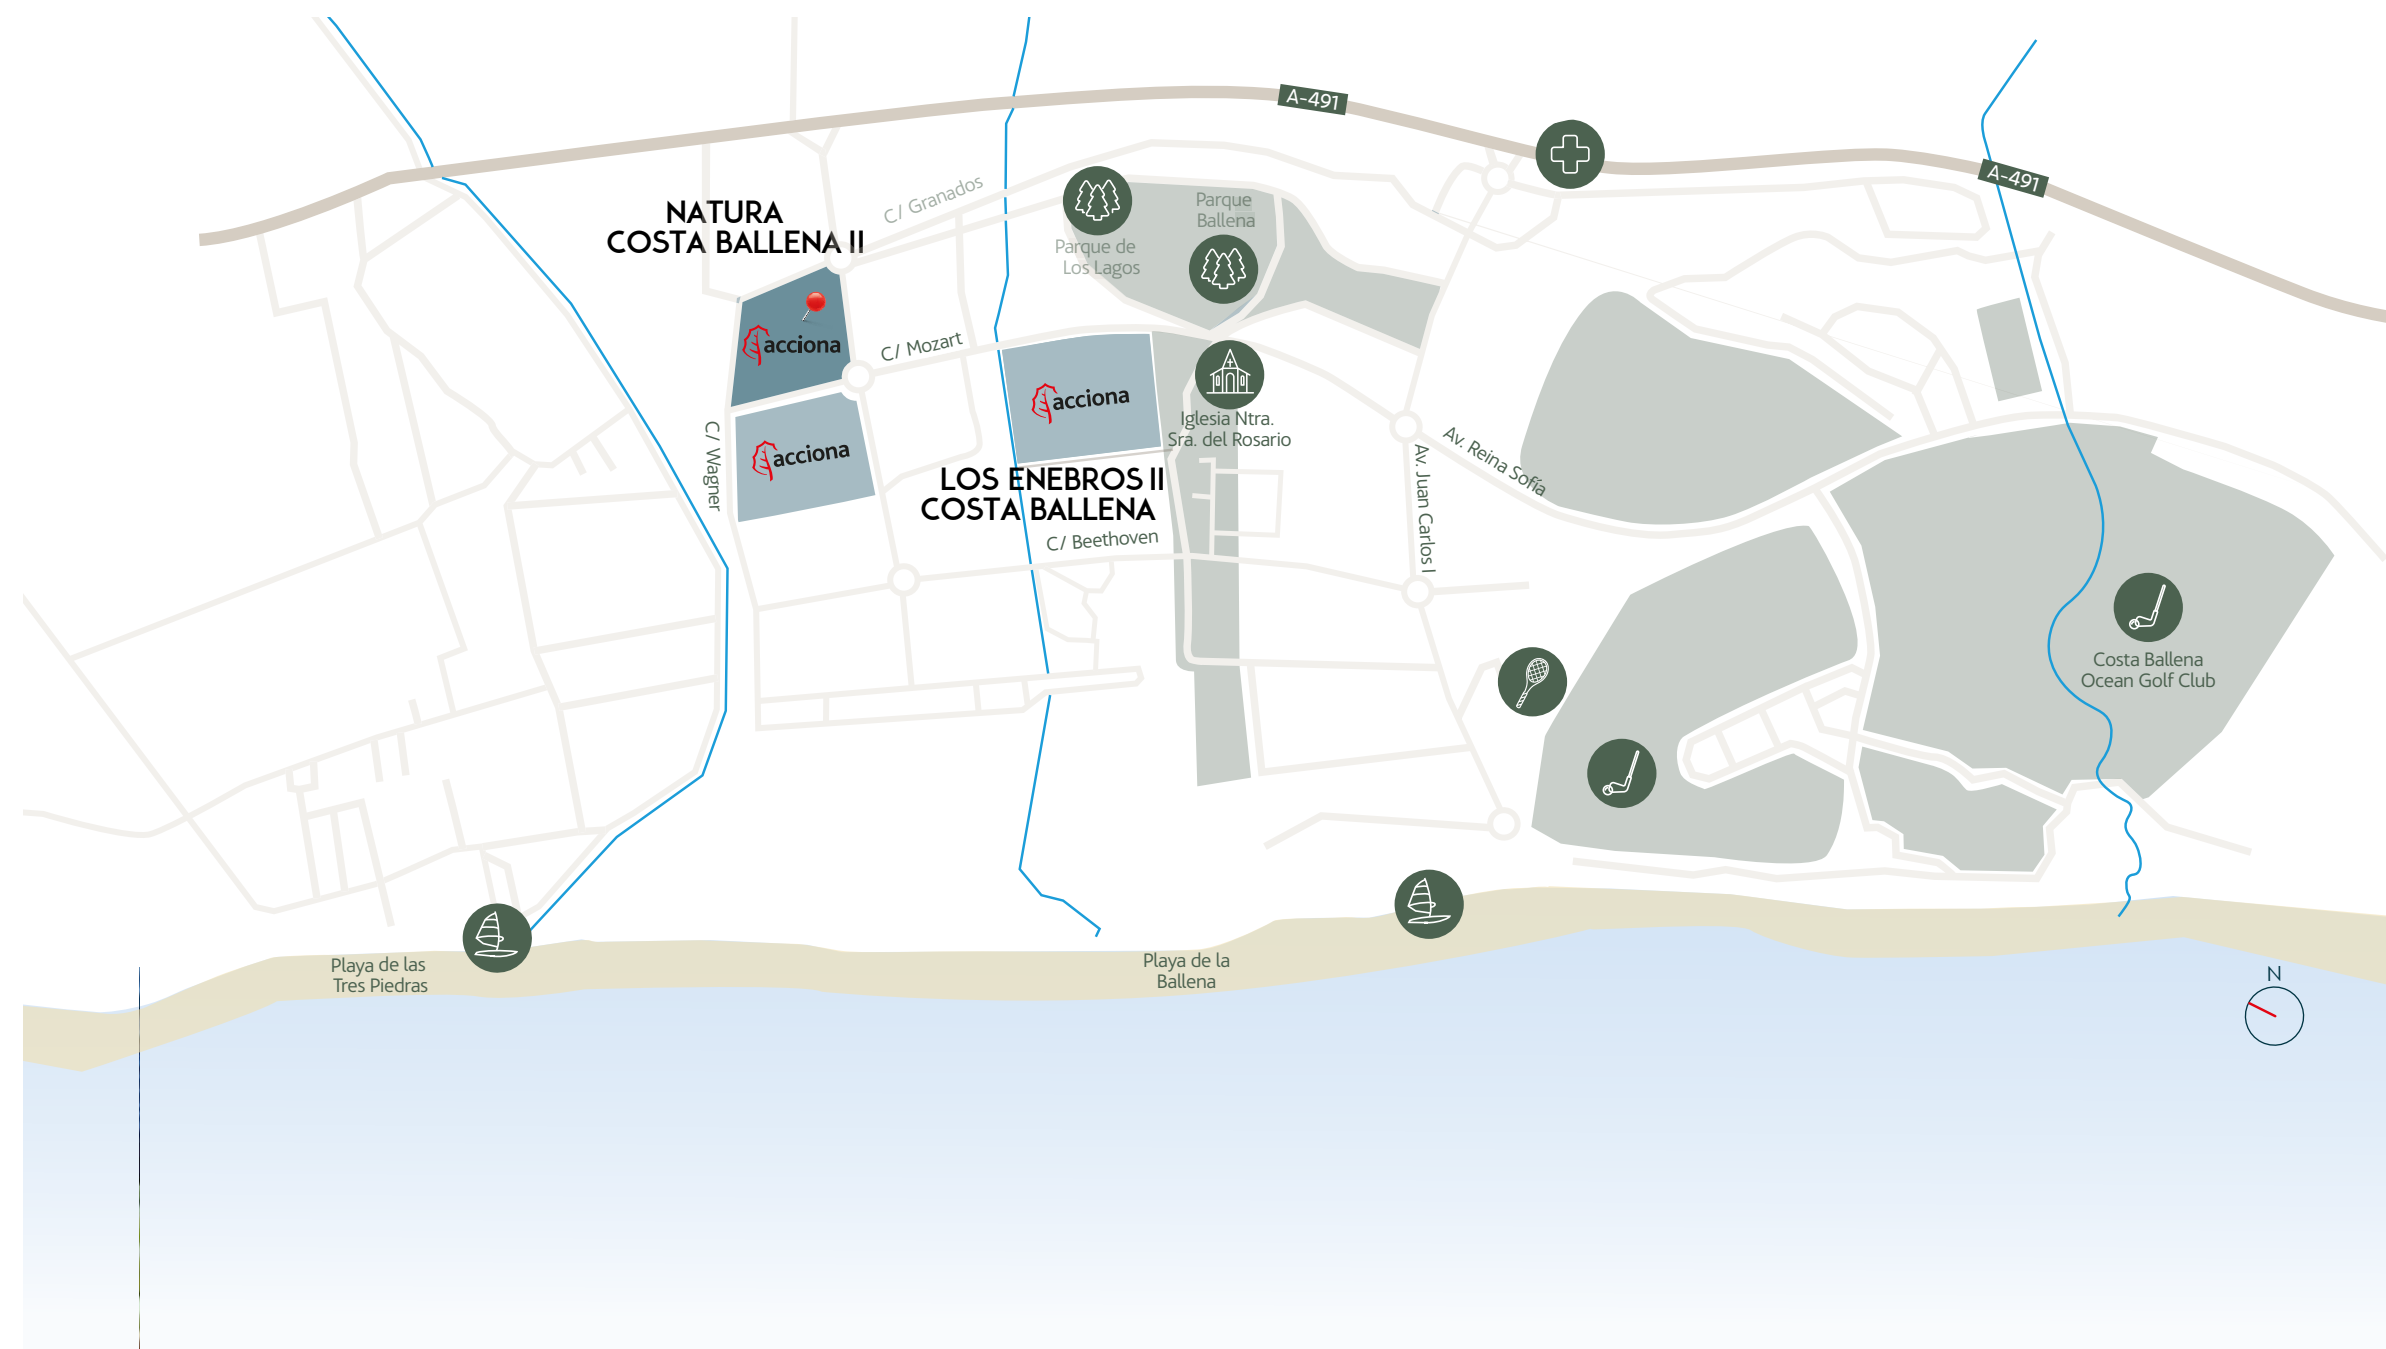 A-491
A-491
C/ Granados
NATURA
COSTA BALLENA II
Parque
Ballena
Parque de
Los Lagos
acciona
C/ Mozart
acciona
acciona
Iglesia Ntra.
Sra. del Rosario
C/ Wagner
Av. Reina Sofía
Av. Juan Carlos I
LOS ENEBROS II
COSTA BALLENA
C/ Beethoven
Costa Ballena
Ocean Golf Club
Playa de las
Tres Piedras
Playa de la
Ballena
N